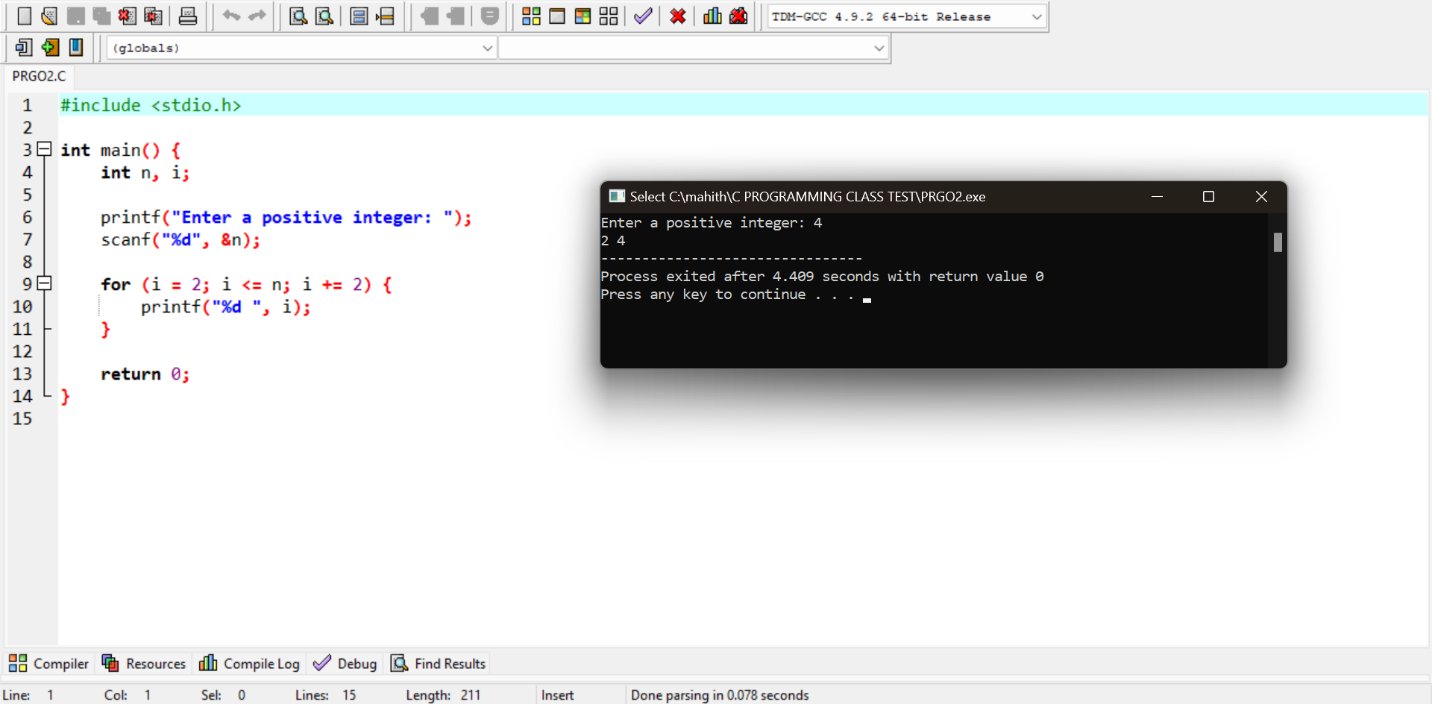 TDM-GCC 4.9.2 64-bit Release
(globals)
PRGO2.C
1 #include <stdio.h>
2
3 int main() {
4 int n, i;
5
6 printf("Enter a positive integer: ");
7 scanf("%d", &n);
8
9 for (i = 2; i <= n; i += 2) {
10 printf("%d ", i);
11 }
12
13 return 0;
14 }
15
Select C:\mahith\C PROGRAMMING CLASS TEST\PRGO2.exe
Enter a positive integer: 4
2 4
--------------------------------
Process exited after 4.409 seconds with return value 0
Press any key to continue . . .
Compiler Resources Compile Log Debug Find Results
Line: 1 Col: 1 Sel: 0 Lines: 15 Length: 211 Insert Done parsing in 0.078 seconds